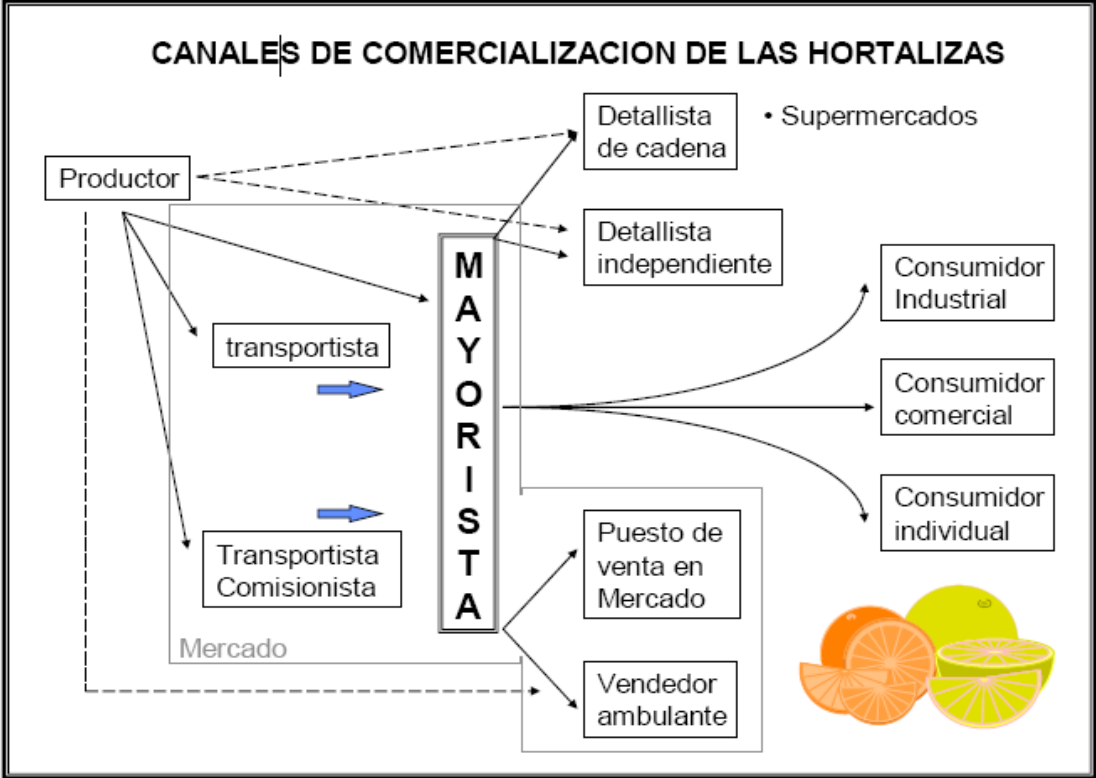 CANALES DE COMERCIALIZACION DE LAS HORTALIZAS
Productor
Detallista
de cadena
• Supermercados
Detallista
independiente
MAYORISTA
transportista
Transportista
Comisionista
Mercado
Consumidor
Industrial
Consumidor
comercial
Consumidor
individual
Puesto de
venta en
Mercado
Vendedor
ambulante